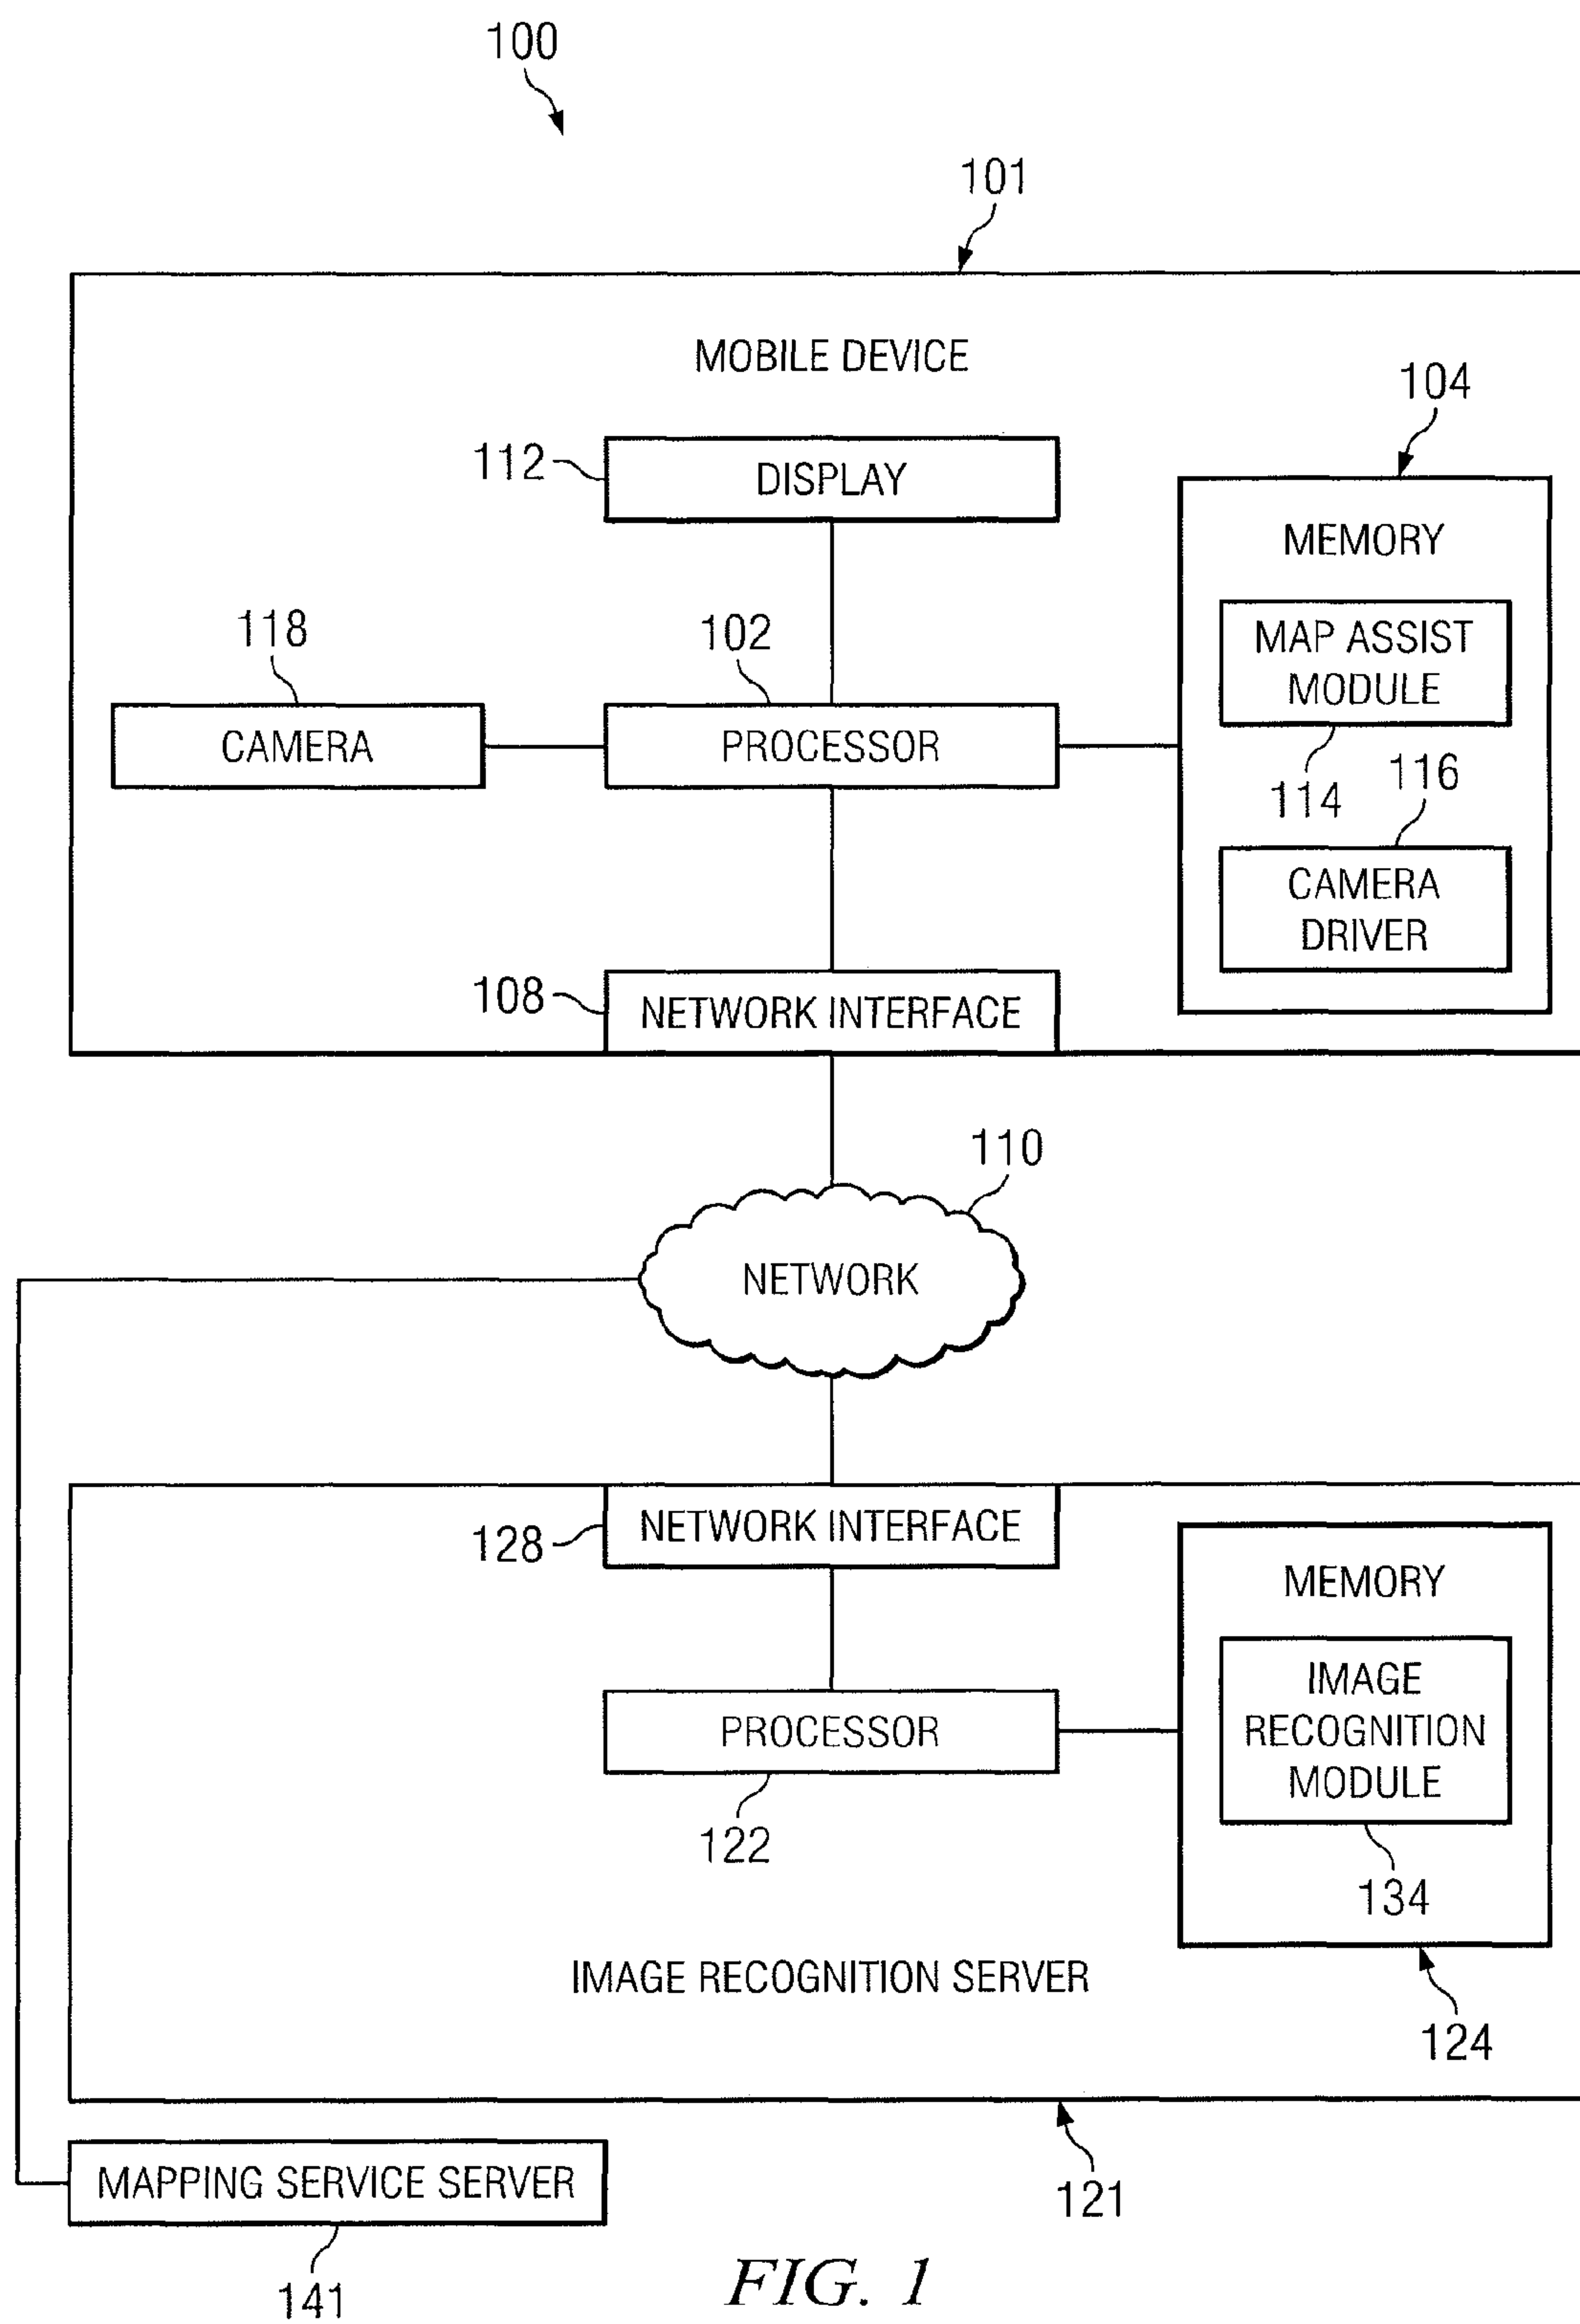 100
101
MOBILE DEVICE
104
112
DISPLAY
MEMORY
118
102
MAP ASSIST
MODULE
CAMERA
PROCESSOR
114
116
CAMERA
DRIVER
108
NETWORK INTERFACE
110
NETWORK
128
NETWORK INTERFACE
MEMORY
IMAGE
RECOGNITION
MODULE
PROCESSOR
122
134
IMAGE RECOGNITION SERVER
124
MAPPING SERVICE SERVER
121
141
FIG. 1